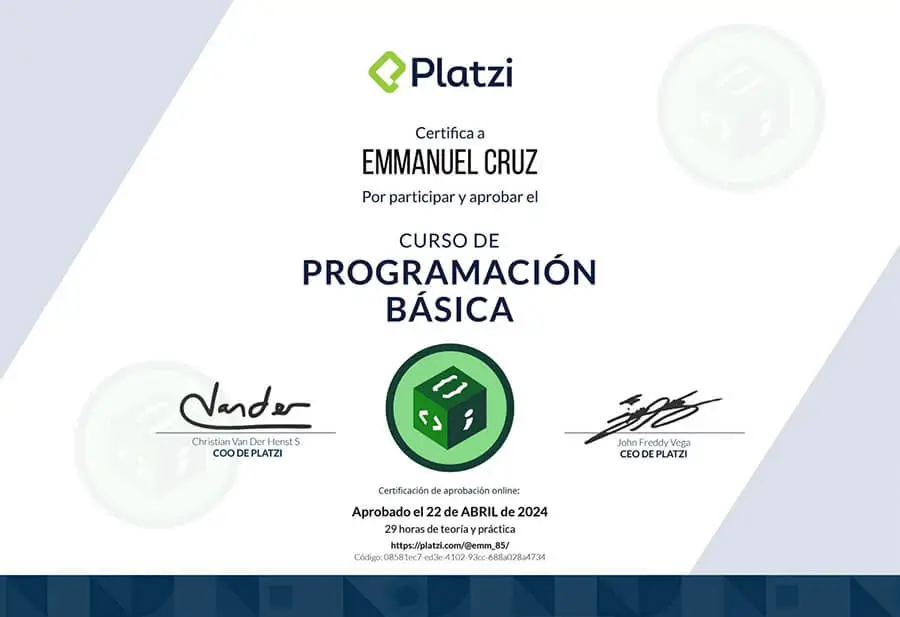 Platzi
Certifica a
EMMANUEL CRUZ
Por participar y aprobar el
CURSO DE
PROGRAMACIÓN
BÁSICA
Vander
Christian Van Der Henst S
COO DE PLATZI
John Freddy Vega
CEO DE PLATZI
Certificación de aprobación online:
Aprobado el 22 de ABRIL de 2024
29 horas de teoría y práctica
https://platzi.com/@emm_85/
Código: 08581ec7-ed3e-4102-93cc-688a028a4734